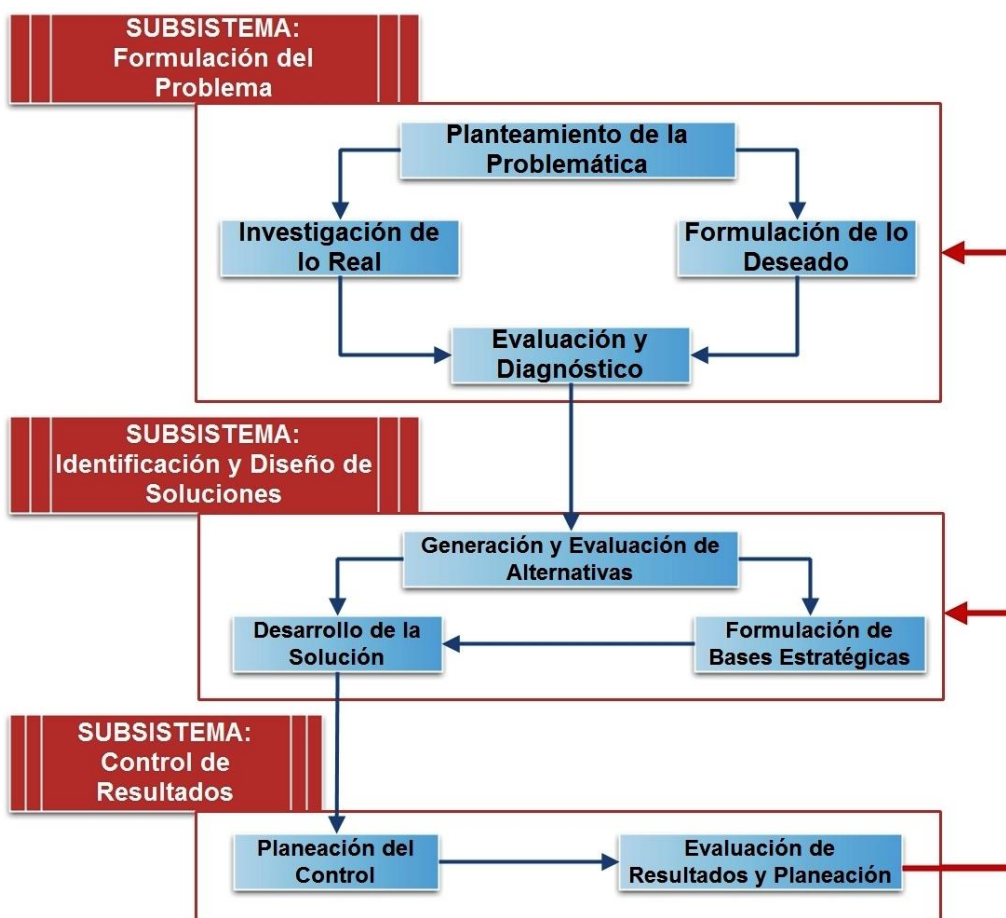 SUBSISTEMA:
Formulación del
Problema
Planteamiento de la
Problemática
Investigación de
lo Real
Formulación de lo
Deseado
Evaluación y
Diagnóstico
SUBSISTEMA:
Identificación y Diseño de
Soluciones
Generación y Evaluación de
Alternativas
Desarrollo de la
Solución
Formulación de
Bases Estratégicas
SUBSISTEMA:
Control de
Resultados
Planeación del
Control
Evaluación de
Resultados y Planeación